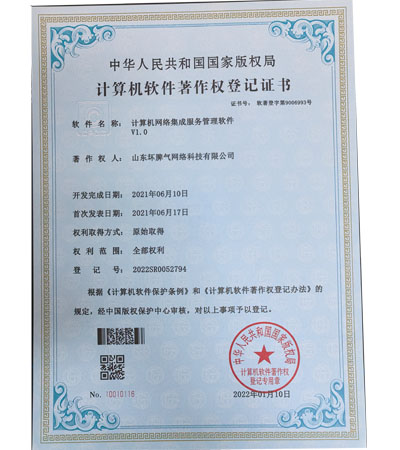 中华人民共和国国家版权局
计算机软件著作权登记证书
证书号: 软著登字第9006993号
软件名称: 计算机网络集成服务管理软件
V1.0
著作权人: 山东坏脾气网络科技有限公司
开发完成日期: 2021年06月10日
首次发表日期: 2021年06月17日
权利取得方式: 原始取得
权利范围: 全部权利
登记号: 2022SR0052794
根据《计算机软件保护条例》和《计算机软件著作权登记办法》的
规定,经中国版权保护中心审核,对以上事项予以登记。
中华人民共和国国家版权局
计算机软件著作权
登记专用章
No. 10010116
2022年01月10日